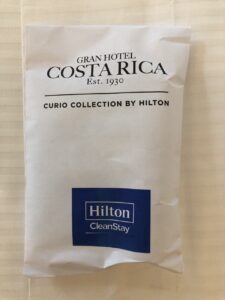 GRAN HOTEL
COSTA RICA
Est. 1930
CURIO COLLECTION BY HILTON
Hilton
CleanStay